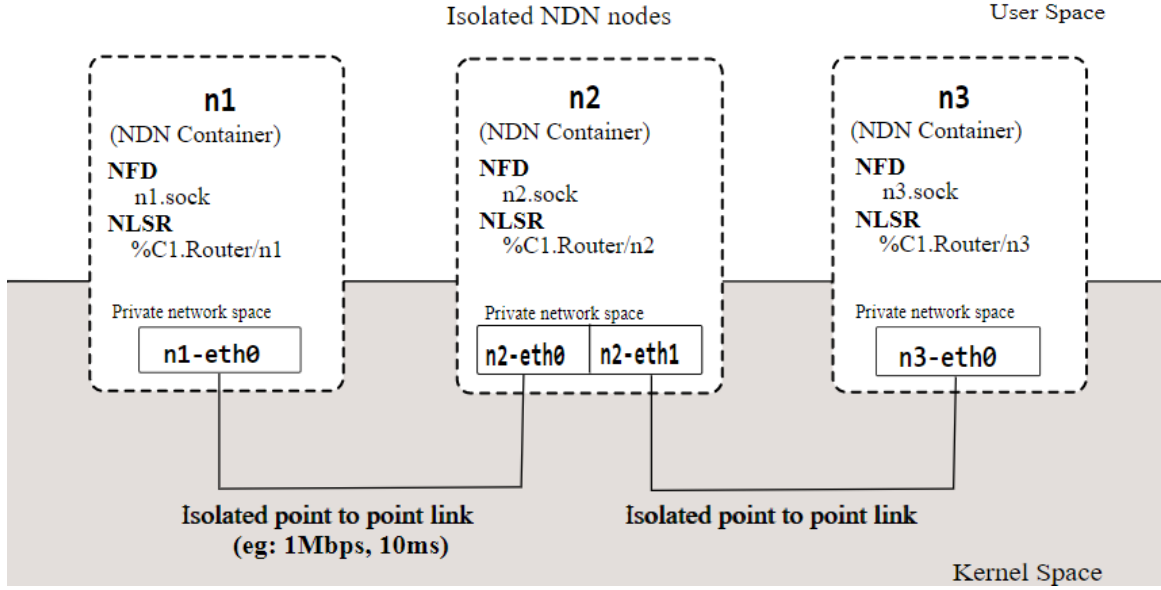 Isolated NDN nodes
User Space
n1
(NDN Container)
NFD
n1.sock
NLSR
%C1.Router/n1
Private network space
n1-eth0
n2
(NDN Container)
NFD
n2.sock
NLSR
%C1.Router/n2
Private network space
n2-eth0
n2-eth1
n3
(NDN Container)
NFD
n3.sock
NLSR
%C1.Router/n3
Private network space
n3-eth0
Isolated point to point link
(eg: 1Mbps, 10ms)
Isolated point to point link
Kernel Space